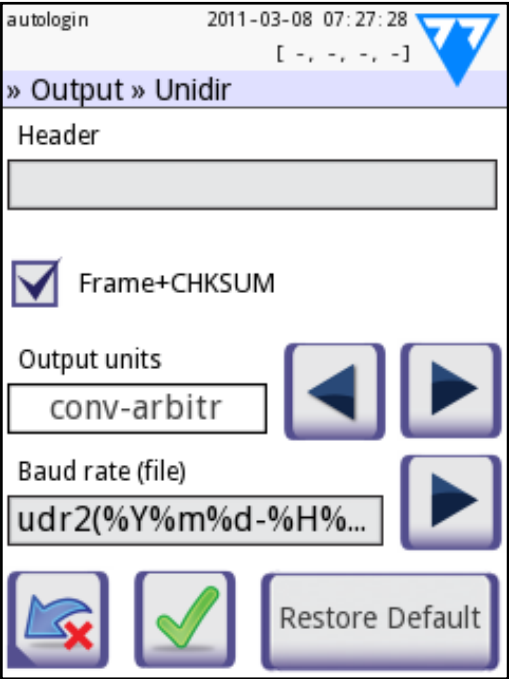 autologin 2011-03-08 07:27:28
[ -, -, -, -]
» Output » Unidir
Header
Frame+CHKSUM
Output units
conv-arbitr
Baud rate (file)
udr2(%Y%m%d-%H%...
Restore Default